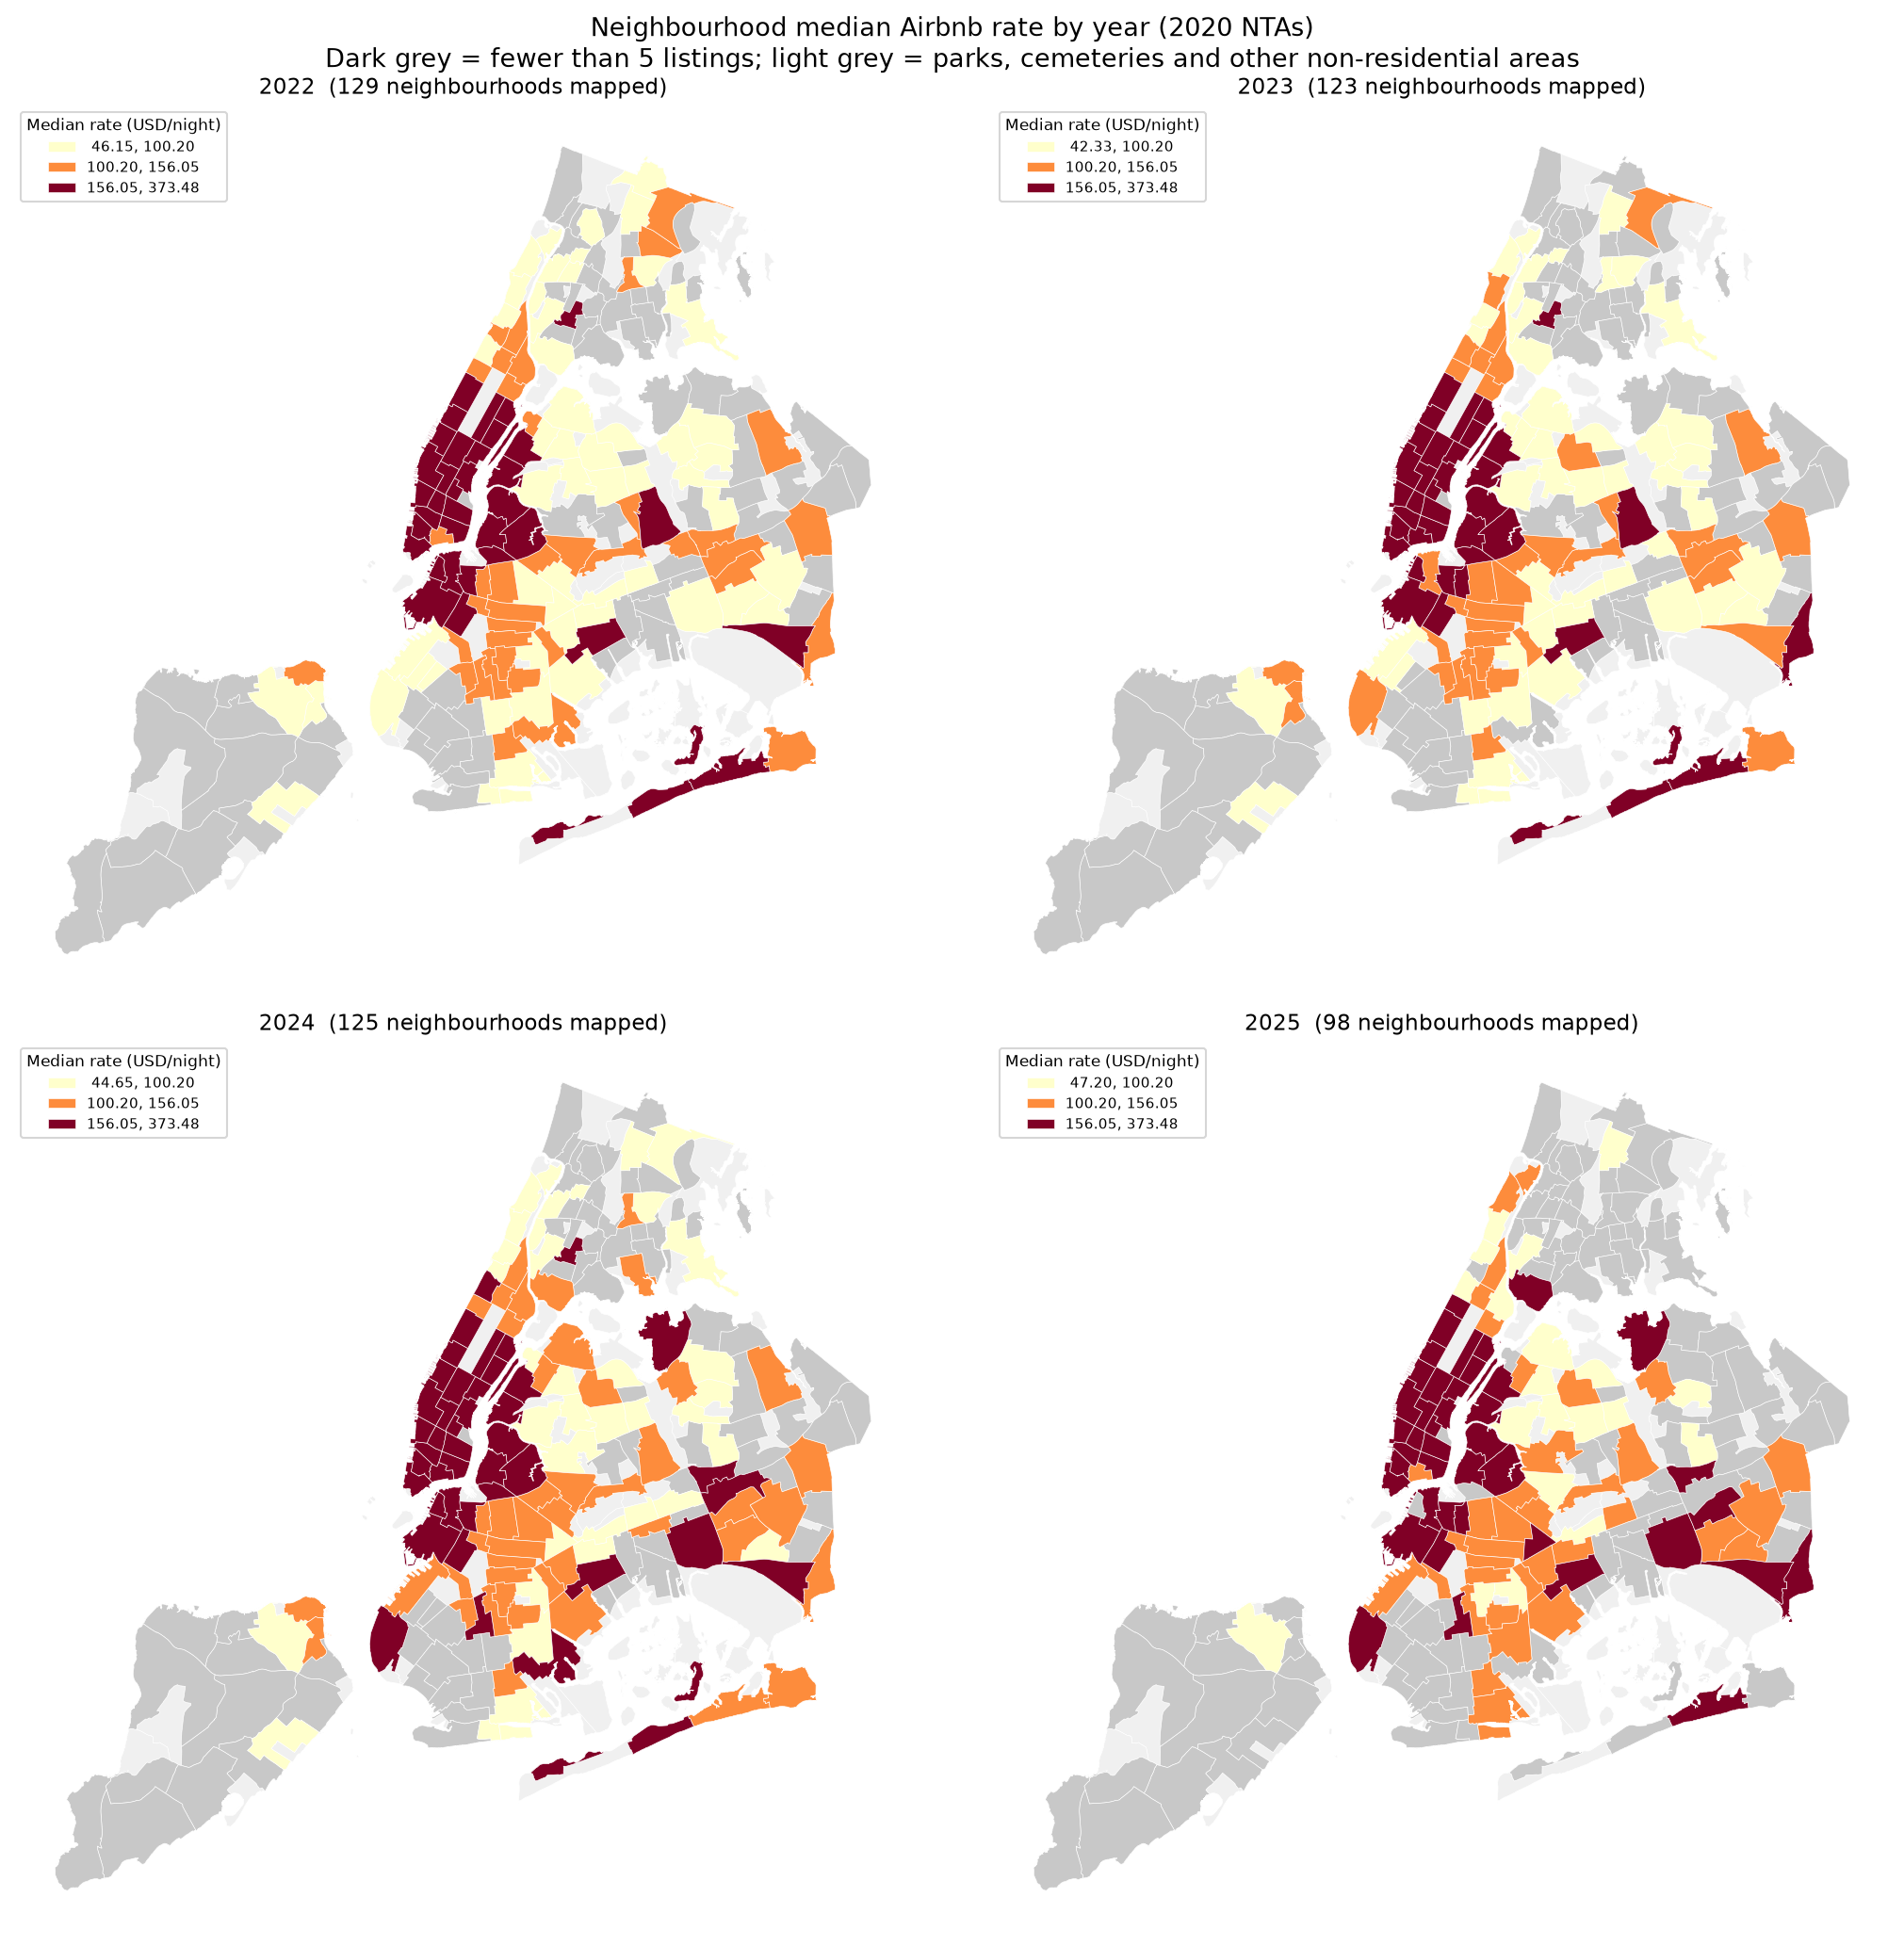 Neighbourhood median Airbnb rate by year (2020 NTAs)
Dark grey = fewer than 5 listings; light grey = parks, cemeteries and other non-residential areas
2022  (129 neighbourhoods mapped)
Median rate (USD/night)
46.15, 100.20
100.20, 156.05
156.05, 373.48
2023  (123 neighbourhoods mapped)
Median rate (USD/night)
42.33, 100.20
100.20, 156.05
156.05, 373.48
2024  (125 neighbourhoods mapped)
Median rate (USD/night)
44.65, 100.20
100.20, 156.05
156.05, 373.48
2025  (98 neighbourhoods mapped)
Median rate (USD/night)
47.20, 100.20
100.20, 156.05
156.05, 373.48